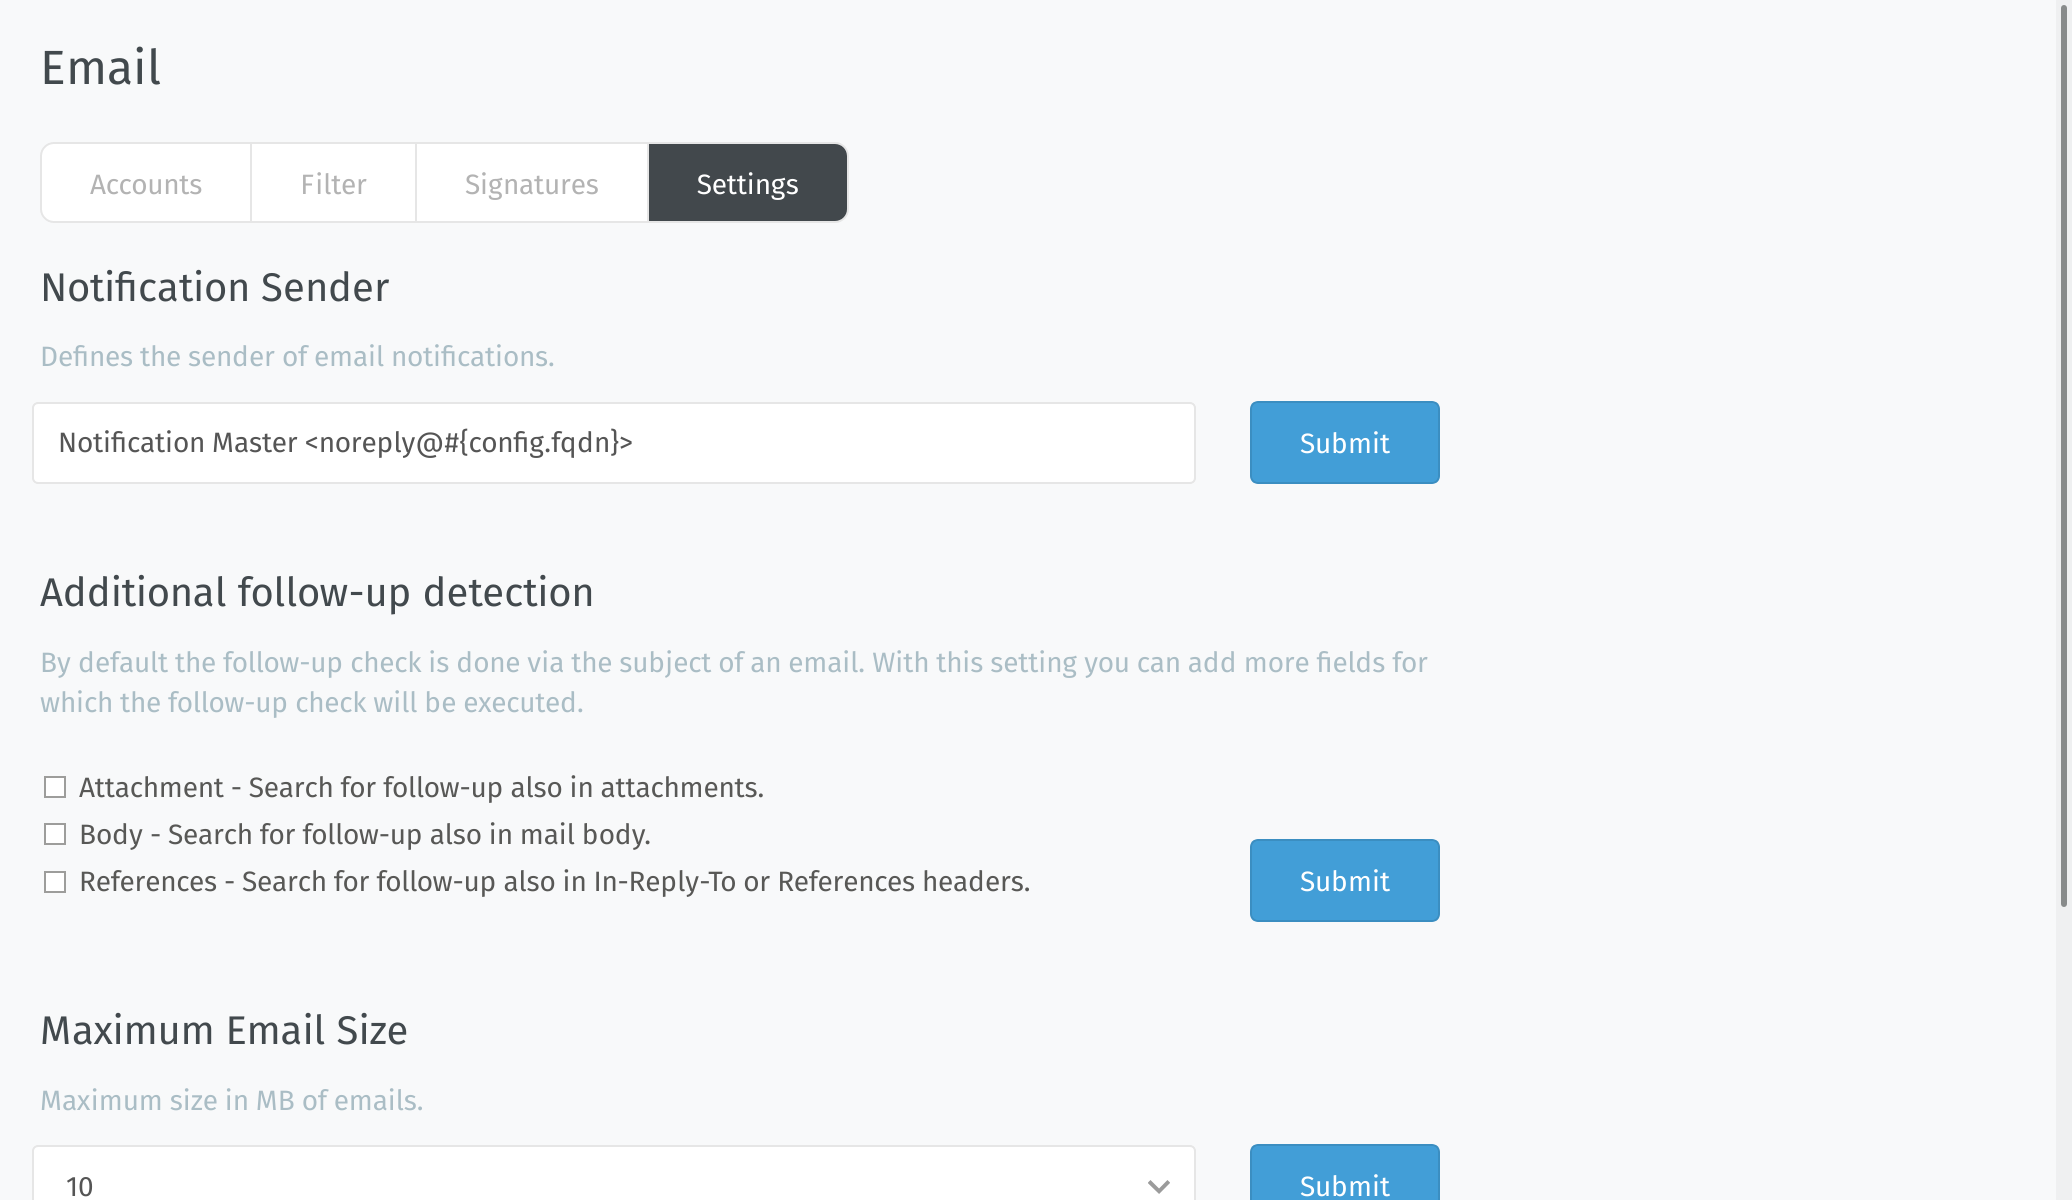 Email
Accounts
Filter
Signatures
Settings
Notification Sender
Defines the sender of email notifications.
Notification Master <noreply@#{config.fqdn}>
Submit
Additional follow-up detection
By default the follow-up check is done via the subject of an email. With this setting you can add more fields for
which the follow-up check will be executed.
Attachment - Search for follow-up also in attachments.
Body - Search for follow-up also in mail body.
References - Search for follow-up also in In-Reply-To or References headers.
Submit
Maximum Email Size
Maximum size in MB of emails.
10
Submit